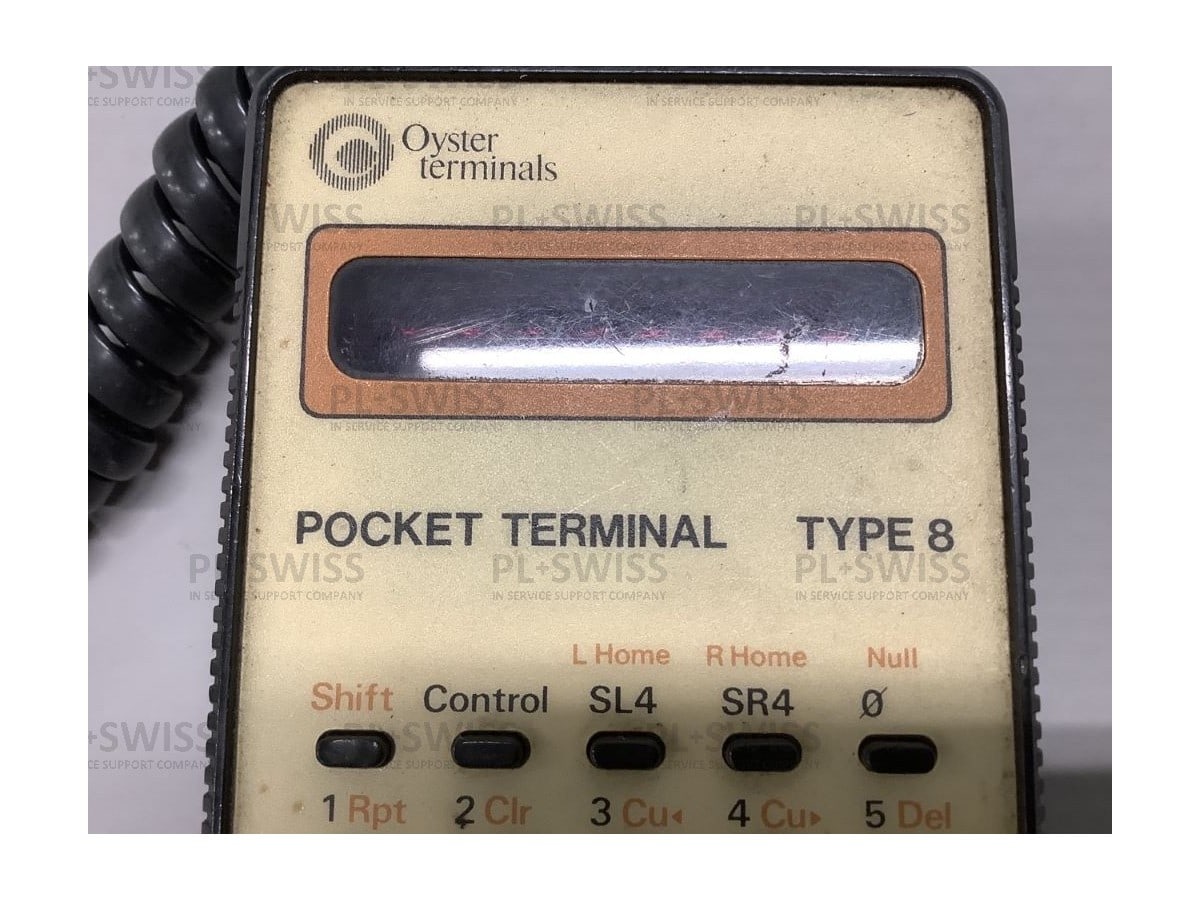 Oyster
terminals
POCKET TERMINAL TYPE 8
L Home R Home Null
Shift Control SL4 SR4 Ø
1 Rpt 2 Clr 3 Cu◂ 4 Cu▸ 5 Del
PL+SWISS
IN SERVICE SUPPORT COMPANY